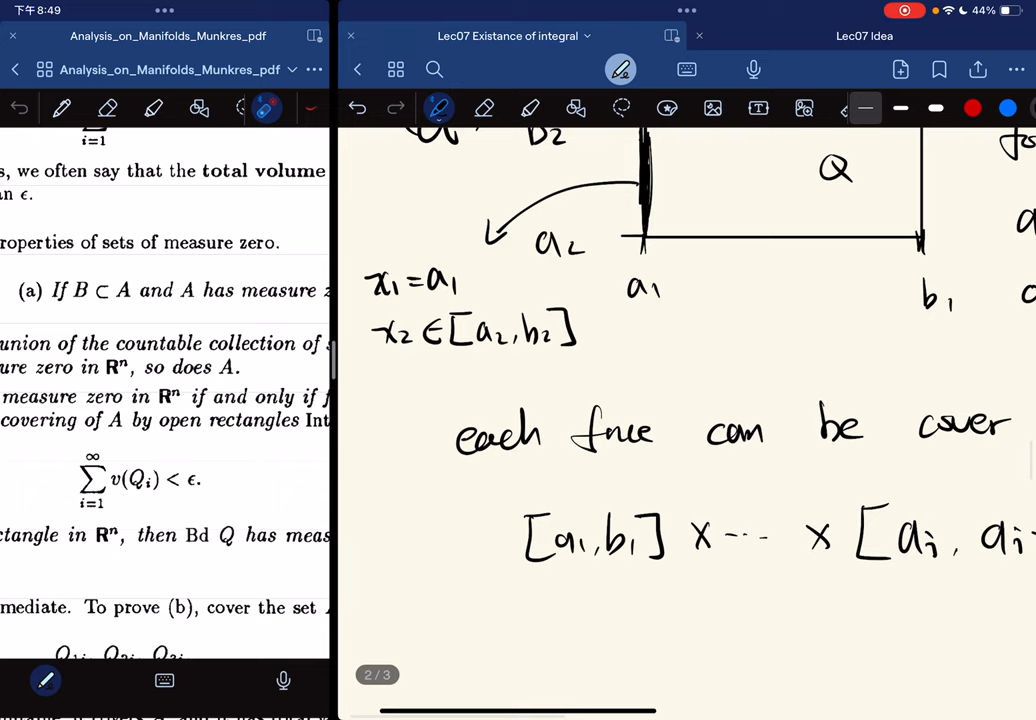 下午8:49
44%
Analysis_on_Manifolds_Munkres_pdf
Analysis_on_Manifolds_Munkres_pdf
i=1
s, we often say that the total volume
an ϵ.
roperties of sets of measure zero.
(a) If B ⊂ A and A has measure z
union of the countable collection of s
ure zero in Rⁿ, so does A.
measure zero in Rⁿ if and only if f
covering of A by open rectangles Int
∞
∑ v(Qᵢ) < ϵ.
i=1
ctangle in Rⁿ, then Bd Q has meas
mediate. To prove (b), cover the set
Lec07 Existance of integral
Lec07 Idea
b2
Q
a2
a1
b1
x1=a1
x2∈[a2,b2]
each face can be cover
[a1,b1] × ··· × [ai, ai
2 / 3